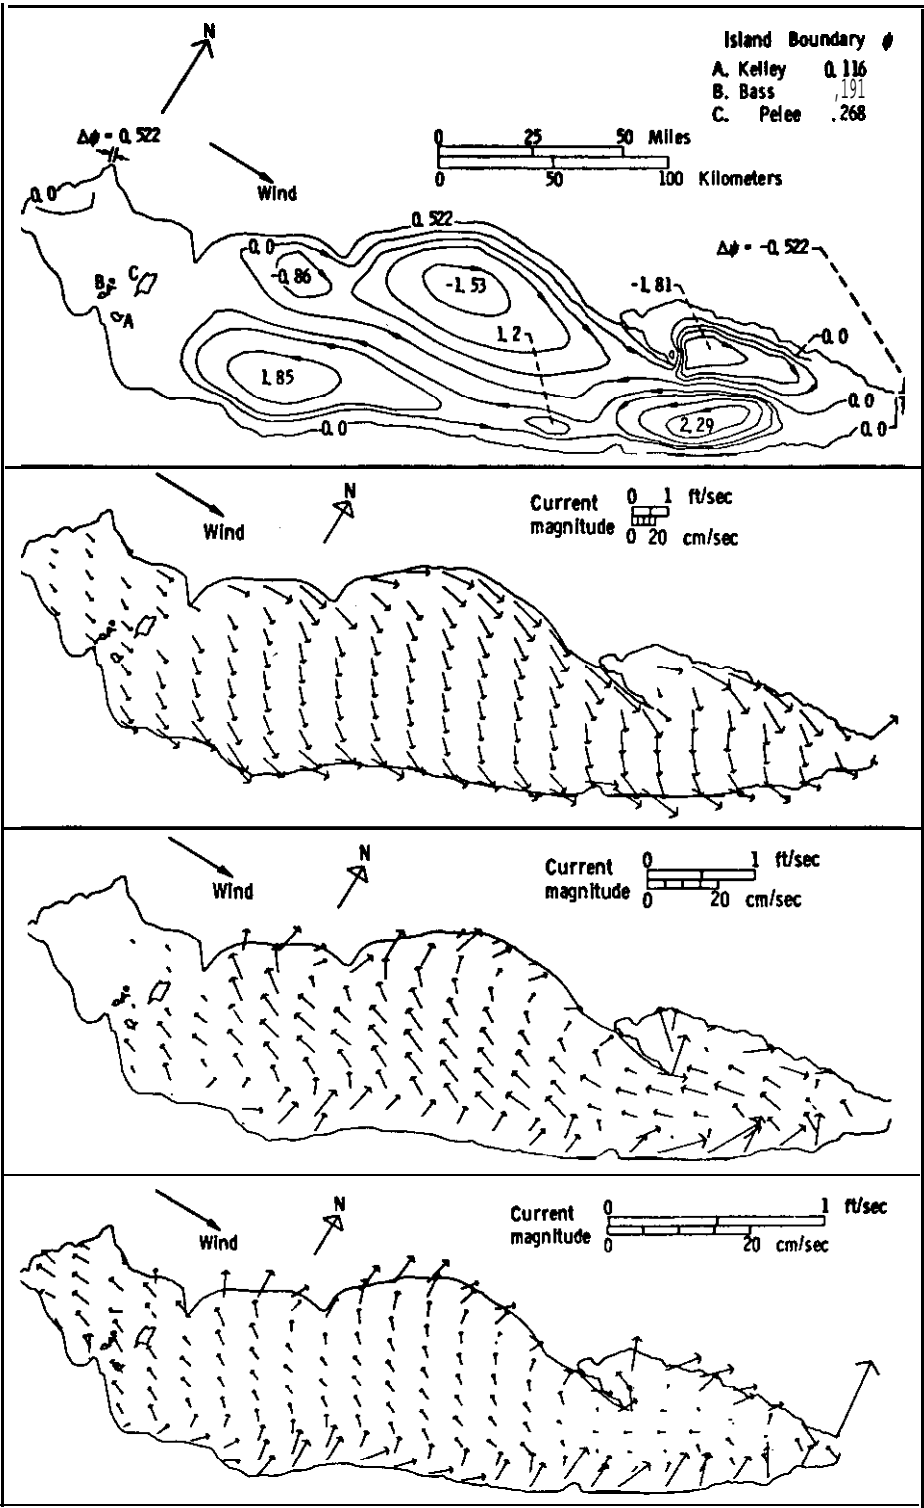 N
Island Boundary ϕ
A. Kelley 0.116
B. Bass .191
C. Pelee .268
Δϕ = 0.522
0 25 50 Miles
0 50 100 Kilometers
Wind
0.0
0.522
0.0
Δϕ = -0.522
B
C
-0.86
-1.53
-1.81
A
1.2
0.0
1.85
0.0
0.0
2.29
0.0
N
Wind
Current magnitude
0 1 ft/sec
0 20 cm/sec
N
Wind
Current magnitude
0 1 ft/sec
0 20 cm/sec
N
Wind
Current magnitude
0 1 ft/sec
0 20 cm/sec